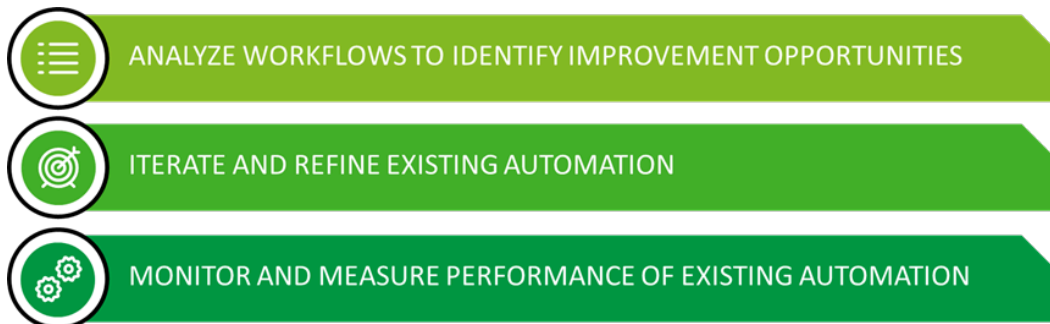 ANALYZE WORKFLOWS TO IDENTIFY IMPROVEMENT OPPORTUNITIES
ITERATE AND REFINE EXISTING AUTOMATION
MONITOR AND MEASURE PERFORMANCE OF EXISTING AUTOMATION